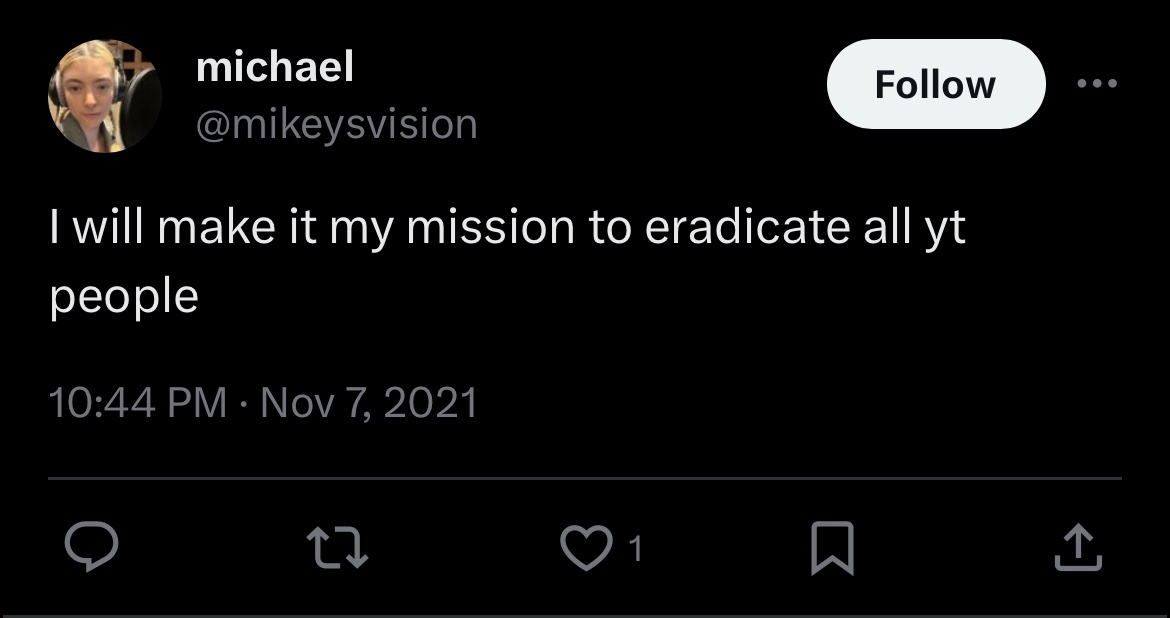 michael
Follow
@mikeysvision
I will make it my mission to eradicate all yt
people
10:44 PM · Nov 7, 2021
1